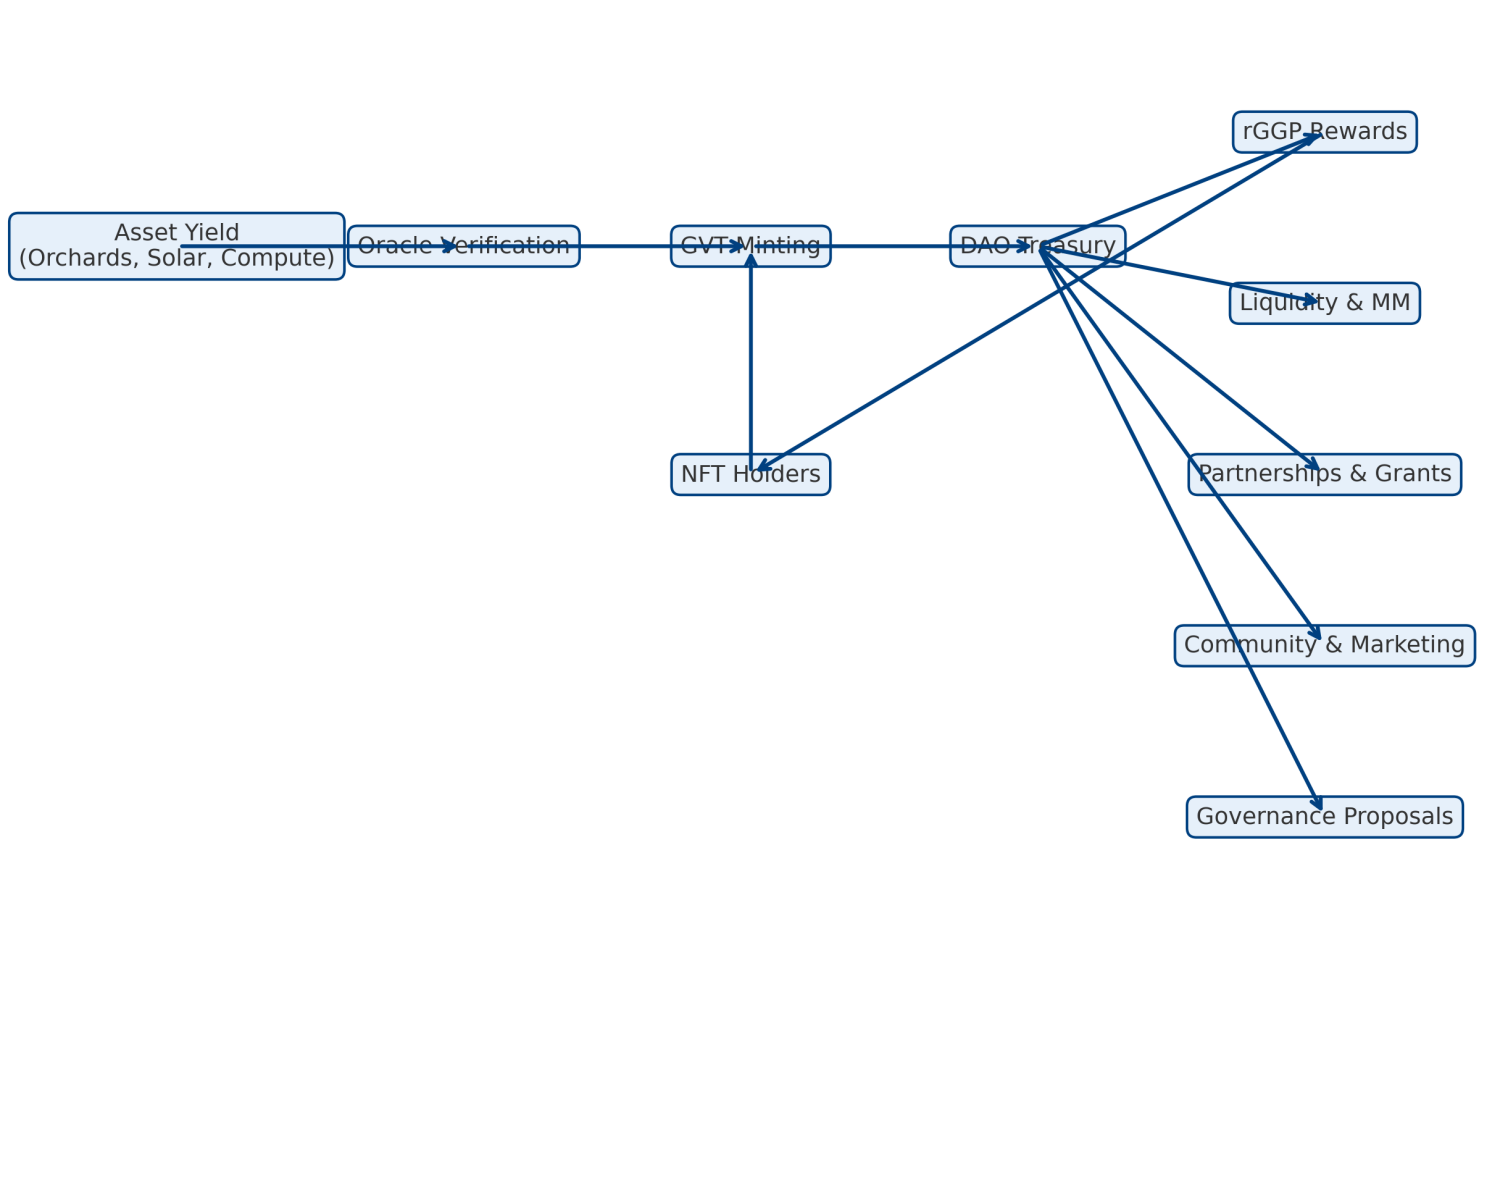 rGGP Rewards
Asset Yield
(Orchards, Solar, Compute)
Oracle Verification
GVT Minting
DAO Treasury
Liquidity & MM
NFT Holders
Partnerships & Grants
Community & Marketing
Governance Proposals